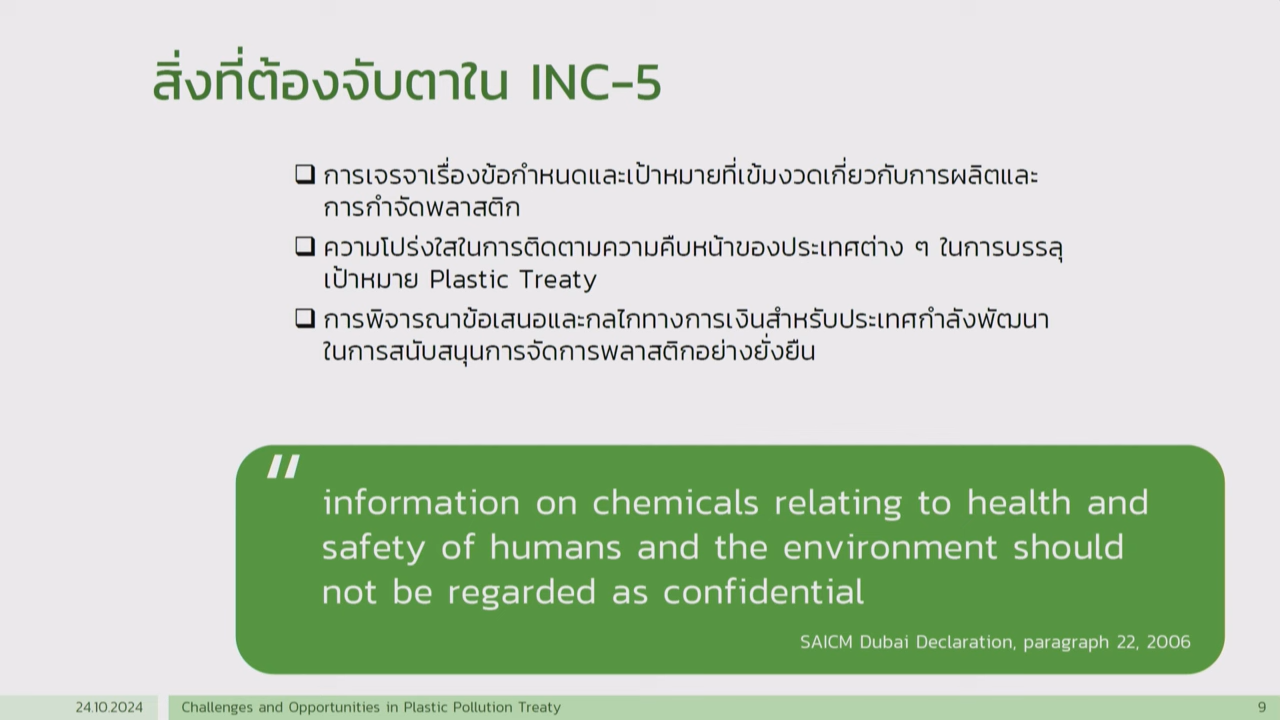 สิ่งที่ต้องจับตาใน INC-5
❑ การเจรจาเรื่องข้อกำหนดและเป้าหมายที่เข้มงวดเกี่ยวกับการผลิตและ
การกำจัดพลาสติก
❑ ความโปร่งใสในการติดตามความคืบหน้าของประเทศต่าง ๆ ในการบรรลุ
เป้าหมาย Plastic Treaty
❑ การพิจารณาข้อเสนอและกลไกทางการเงินสำหรับประเทศกำลังพัฒนา
ในการสนับสนุนการจัดการพลาสติกอย่างยั่งยืน
"
information on chemicals relating to health and
safety of humans and the environment should
not be regarded as confidential
SAICM Dubai Declaration, paragraph 22, 2006
24.10.2024 Challenges and Opportunities in Plastic Pollution Treaty 9